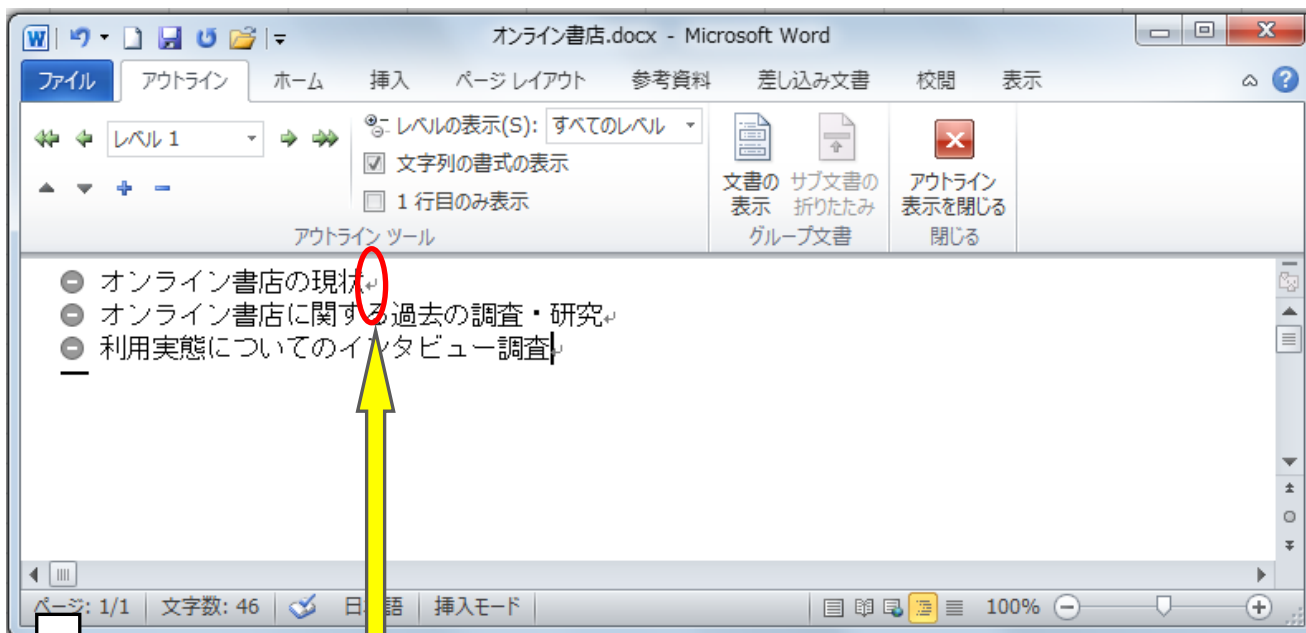 オンライン書店.docx - Microsoft Word
ファイル アウトライン ホーム 挿入 ページ レイアウト 参考資料 差し込み文書 校閲 表示
レベル 1
レベルの表示(S): すべてのレベル
文字列の書式の表示
1 行目のみ表示
アウトライン ツール
文書の
表示
サブ文書の
折りたたみ
グループ文書
アウトライン
表示を閉じる
閉じる
オンライン書店の現状
オンライン書店に関する過去の調査・研究
利用実態についてのインタビュー調査
ページ: 1/1 文字数: 46 日本語 挿入モード 100%